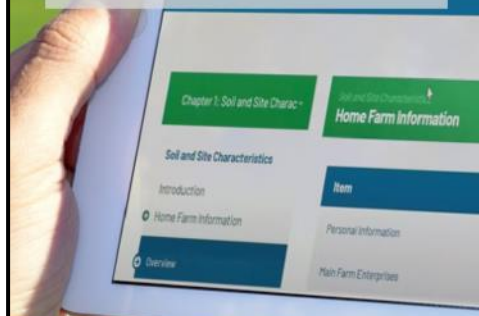 Chapter 1: Soil and Site Charac
Soil and Site Characteristics
Introduction
Home Farm Information
Overview
Soil and Site Characteristics
Home Farm Information
Item
Personal Information
Main Farm Enterprises